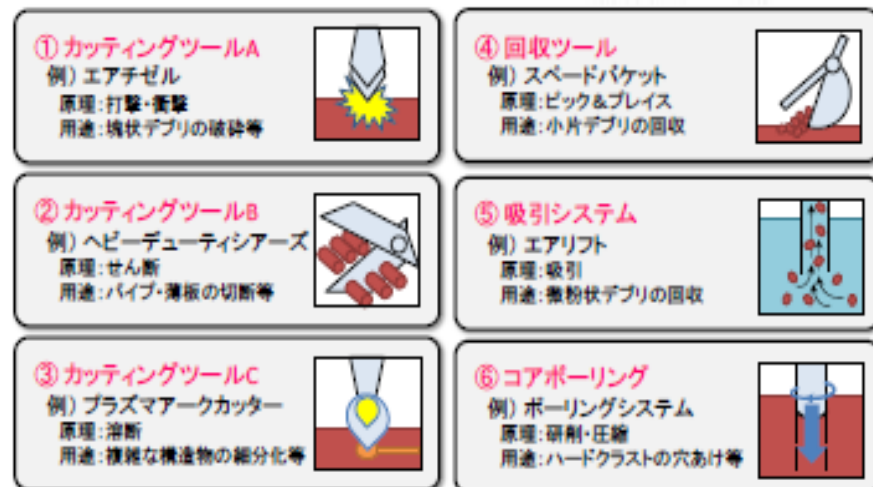 ① カッティングツールA
例) エアチゼル
原理:打撃・衝撃
用途:塊状デブリの破砕等
② カッティングツールB
例) ヘビーデューティシアーズ
原理:せん断
用途:パイプ・薄板の切断等
③ カッティングツールC
例) プラズマアークカッター
原理:溶断
用途:複雑な構造物の細分化等
④ 回収ツール
例) スペードバケット
原理:ピック&プレイス
用途:小片デブリの回収
⑤ 吸引システム
例) エアリフト
原理:吸引
用途:微粉状デブリの回収
⑥ コアボーリング
例) ボーリングシステム
原理:研削・圧縮
用途:ハードクラストの穴あけ等